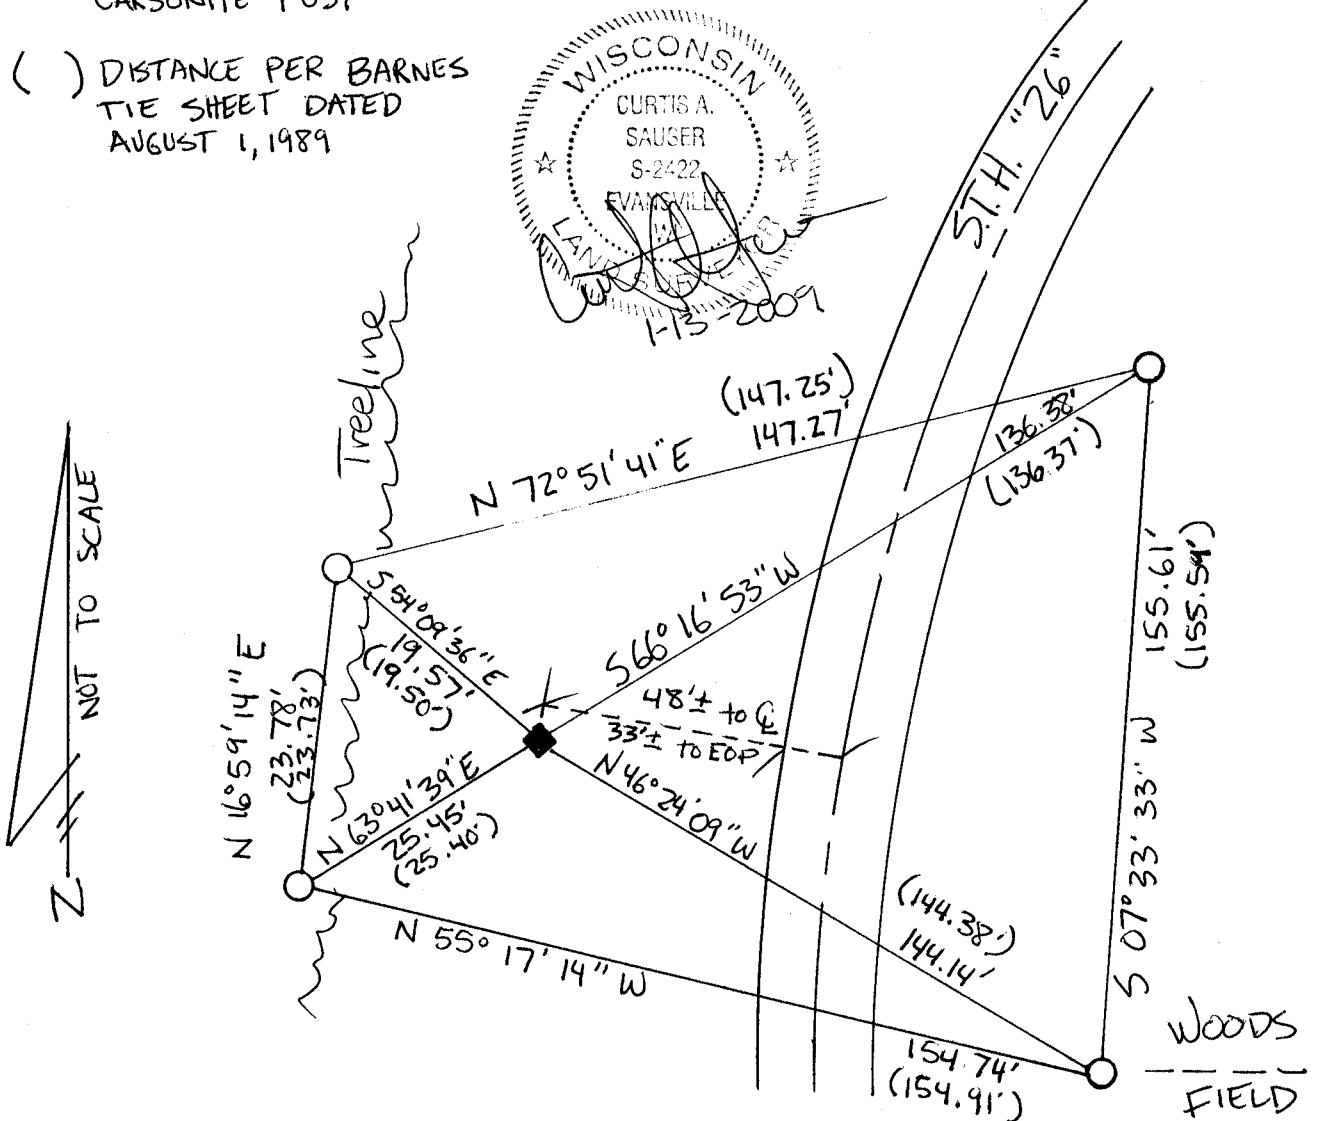 CARSONITE POST
( ) DISTANCE PER BARNES
TIE SHEET DATED
AUGUST 1, 1989
WISCONSIN
CURTIS A.
SAUSER
S-2422
EVANSVILLE
WI
LAND SURVEYOR
1-13-2009
S.T.H. "26"
Treeline
NOT TO SCALE
Z
(147.25')
147.27'
N 72° 51' 41" E
136.38'
(136.37')
155.61'
(155.59')
S 54° 09' 36" E
19.57'
(19.50')
S 66° 16' 53" W
N 16° 59' 14" E
23.78'
(23.73')
48'± to ℄
33'± to EOP
N 63° 41' 39" E
25.45'
(25.40')
N 46° 24' 09" W
(144.38')
144.14'
S 07° 33' 33" W
N 55° 17' 14" W
154.74'
(154.91')
WOODS
FIELD